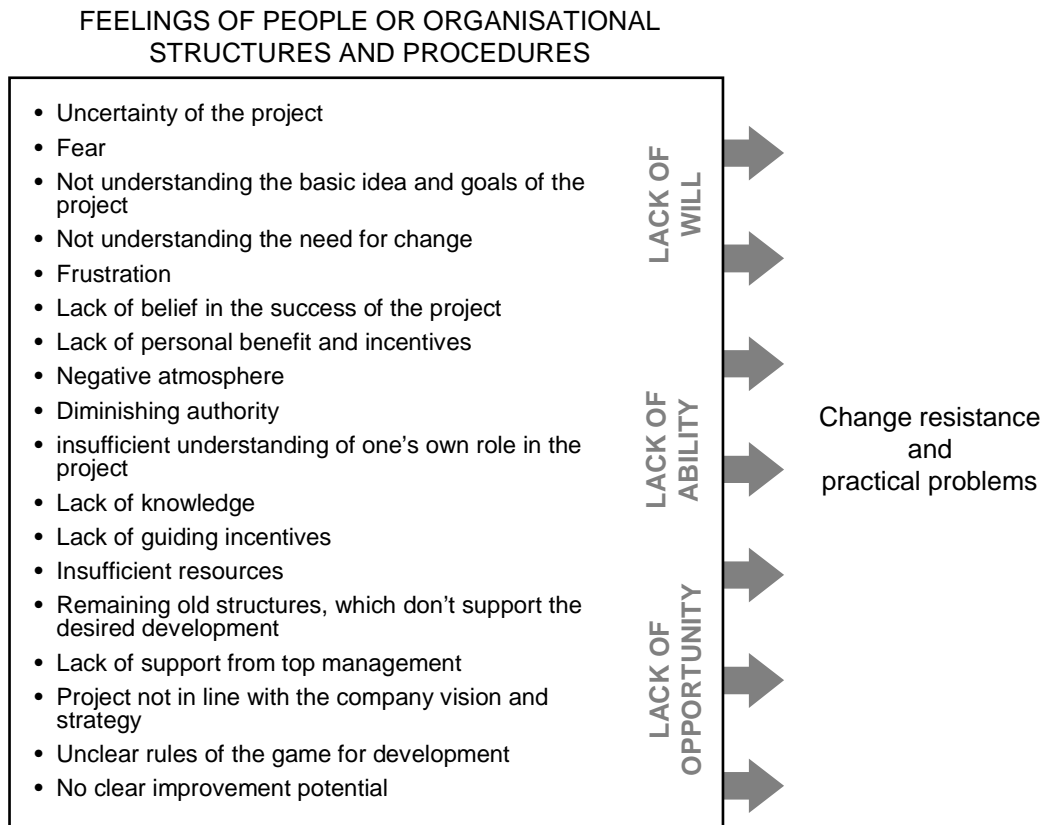 FEELINGS OF PEOPLE OR ORGANISATIONAL
STRUCTURES AND PROCEDURES
• Uncertainty of the project
• Fear
• Not understanding the basic idea and goals of the
project
• Not understanding the need for change
• Frustration
• Lack of belief in the success of the project
• Lack of personal benefit and incentives
• Negative atmosphere
• Diminishing authority
• insufficient understanding of one's own role in the
project
• Lack of knowledge
• Lack of guiding incentives
• Insufficient resources
• Remaining old structures, which don't support the
desired development
• Lack of support from top management
• Project not in line with the company vision and
strategy
• Unclear rules of the game for development
• No clear improvement potential
LACK OF
WILL
LACK OF
ABILITY
LACK OF
OPPORTUNITY
Change resistance
and
practical problems